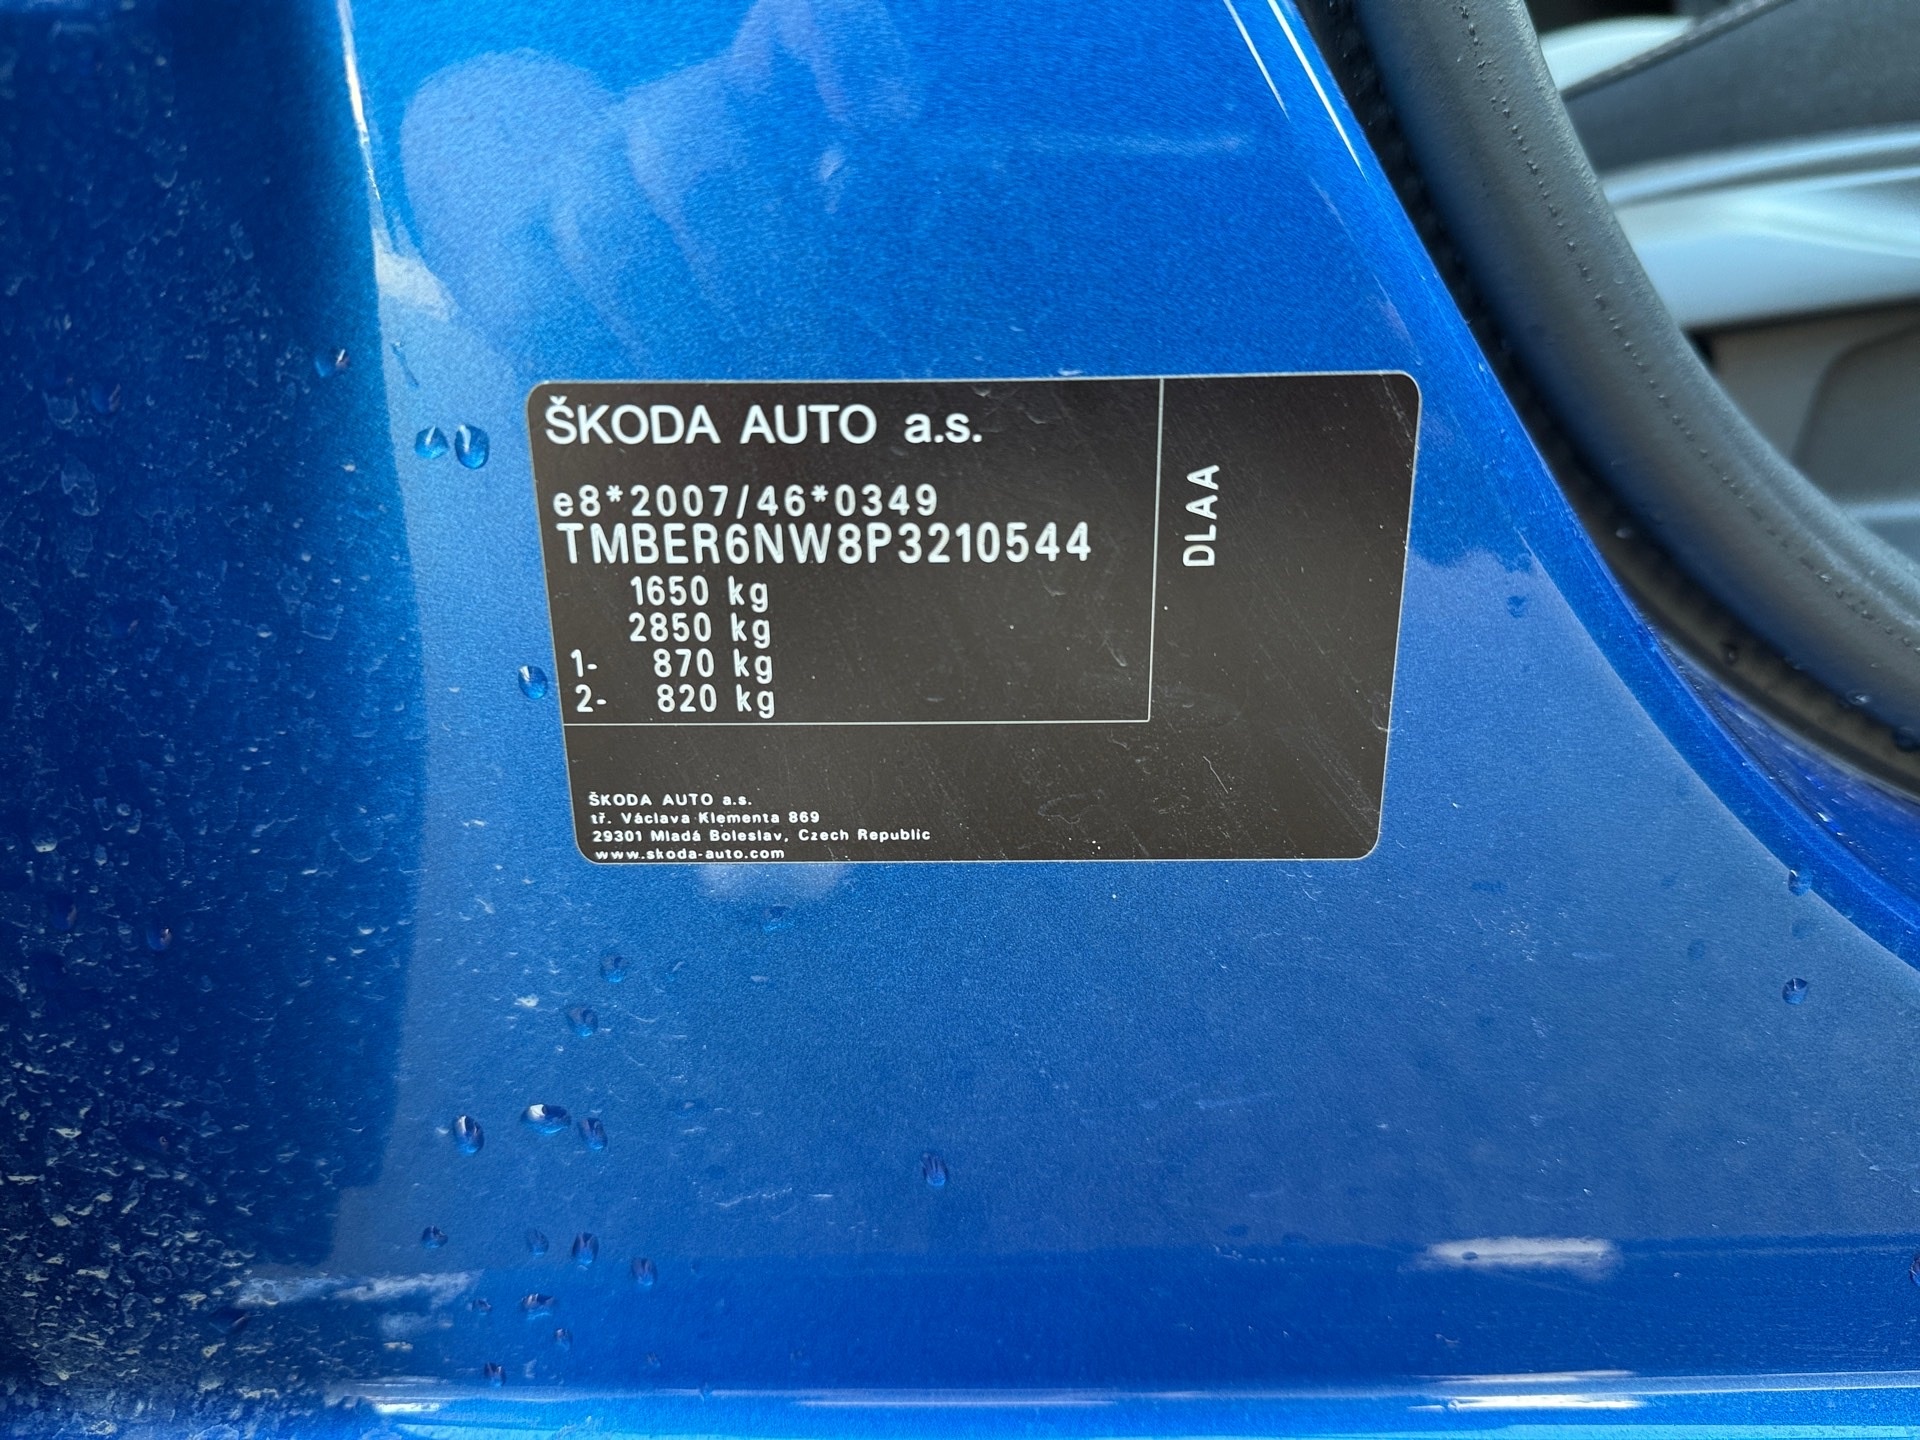 ŠKODA AUTO a.s.
e8*2007/46*0349
TMBER6NW8P3210544
1650 kg
2850 kg
1- 870 kg
2- 820 kg
DLAA
ŠKODA AUTO a.s.
tř. Václava Klementa 869
29301 Mladá Boleslav, Czech Republic
www.skoda-auto.com